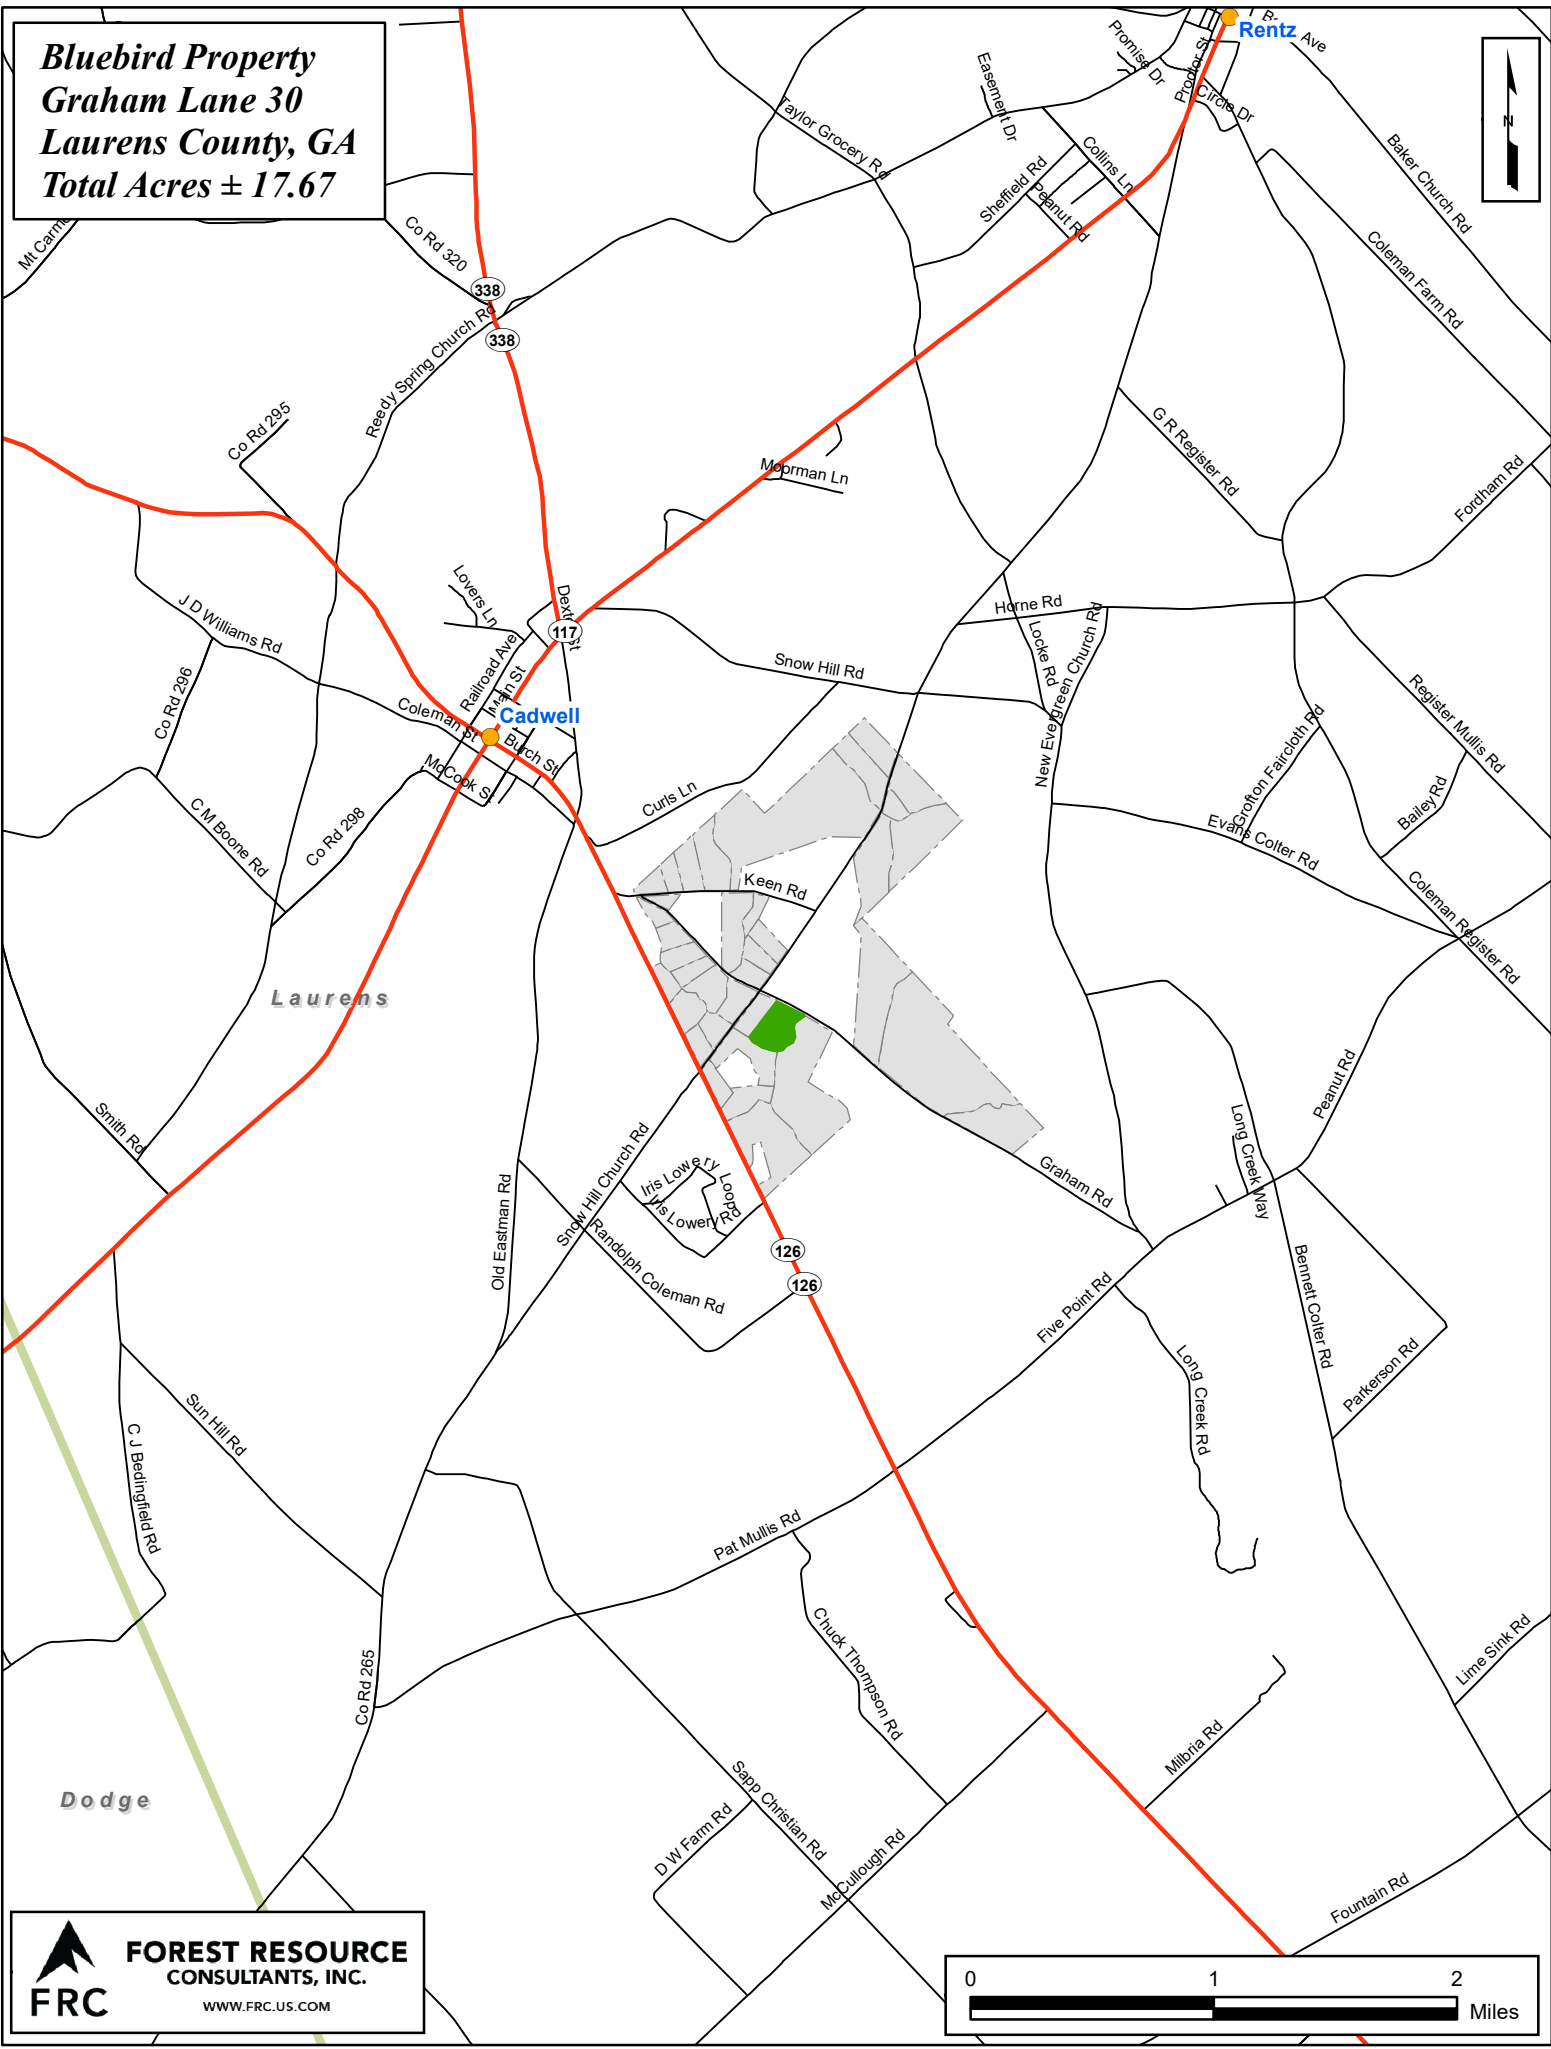 Bluebird Property
Graham Lane 30
Laurens County, GA
Total Acres ± 17.67
Rentz
Ave
Promise Dr
Proctor St
Circle Dr
Easement Dr
Taylor Grocery Rd
Collins Ln
Sheffield Rd
Peanut Rd
Baker Church Rd
Coleman Farm Rd
N
Mt Carm
Co Rd 320
338
338
Reedy Spring Church Rd
Co Rd 295
Moorman Ln
G R Register Rd
Fordham Rd
Lovers Ln
J D Williams Rd
117
Railroad Ave
Main St
Co Rd 296
Coleman St
Cadwell
Burch St
McCook St
Snow Hill Rd
Horne Rd
Locke Rd
New Evergreen Church Rd
Register Mullis Rd
Grofton Faircloth Rd
Bailey Rd
Evans Colter Rd
Curls Ln
C M Boone Rd
Co Rd 298
Keen Rd
Coleman Register Rd
Laurens
Smith Rd
Peanut Rd
Long Creek Way
Graham Rd
Snow Hill Church Rd
Iris Lowery Loop
Iris Lowery Rd
Old Eastman Rd
Randolph Coleman Rd
126
126
Five Point Rd
Bennett Colter Rd
Long Creek Rd
Parkerson Rd
Sun Hill Rd
C J Bedingfield Rd
Pat Mullis Rd
Chuck Thompson Rd
Co Rd 265
Lime Sink Rd
Milbria Rd
Dodge
Sapp Christian Rd
D W Farm Rd
McCullough Rd
Fountain Rd
FRC
FOREST RESOURCE
CONSULTANTS, INC.
WWW.FRC.US.COM
0 1 2
Miles